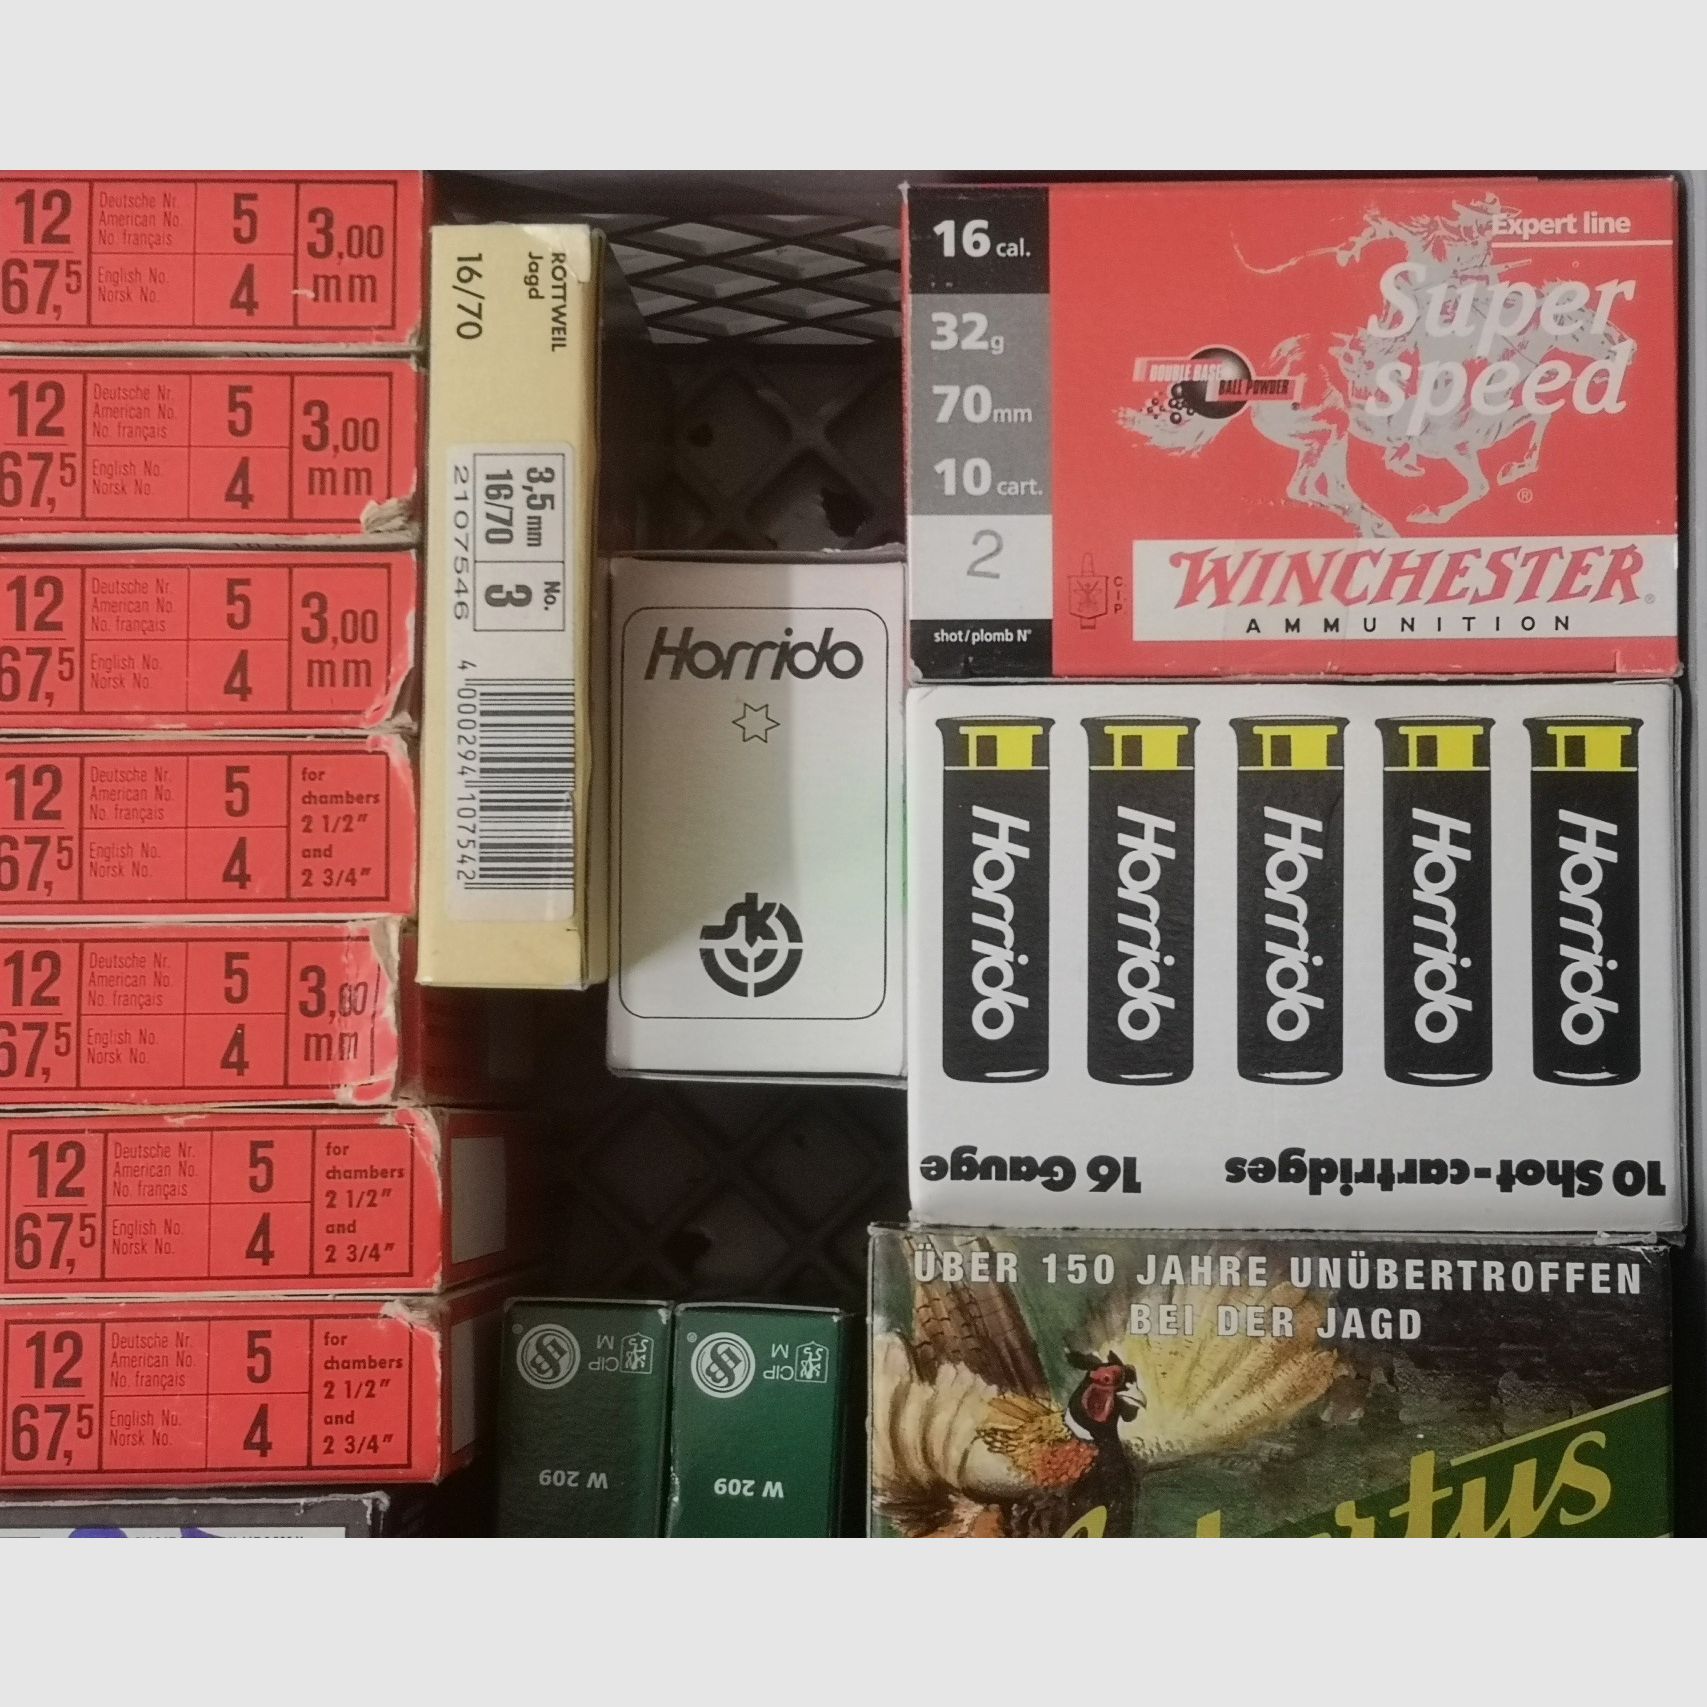 12
67,5
Deutsche Nr.
American No.
No. français
English No.
Norsk No.
5
4
3,00
mm
12
67,5
Deutsche Nr.
American No.
No. français
English No.
Norsk No.
5
4
3,00
mm
12
67,5
Deutsche Nr.
American No.
No. français
English No.
Norsk No.
5
4
3,00
mm
12
67,5
Deutsche Nr.
American No.
No. français
English No.
Norsk No.
5
4
for
chambers
2 1/2"
and
2 3/4"
12
67,5
Deutsche Nr.
American No.
No. français
English No.
Norsk No.
5
4
3,00
mm
12
67,5
Deutsche Nr.
American No.
No. français
English No.
Norsk No.
5
4
for
chambers
2 1/2"
and
2 3/4"
12
67,5
Deutsche Nr.
American No.
No. français
English No.
Norsk No.
5
4
for
chambers
2 1/2"
and
2 3/4"
ROTTWEIL
Jagd
16/70
3,5 mm
16/70
No.
3
2107546
4 000294 107542
Horrido
sk
16 cal.
32g
70mm
10 cart.
2
shot/plomb N°
Expert line
Super
speed
DOUBLE BASE
BALL POWDER
®
C.I.P
WINCHESTER®
AMMUNITION
Horrido
Horrido
Horrido
Horrido
Horrido
10 Shot-cartridges 16 Gauge
®
CIP
M
W 209
®
CIP
M
W 209
ÜBER 150 JAHRE UNÜBERTROFFEN
BEI DER JAGD